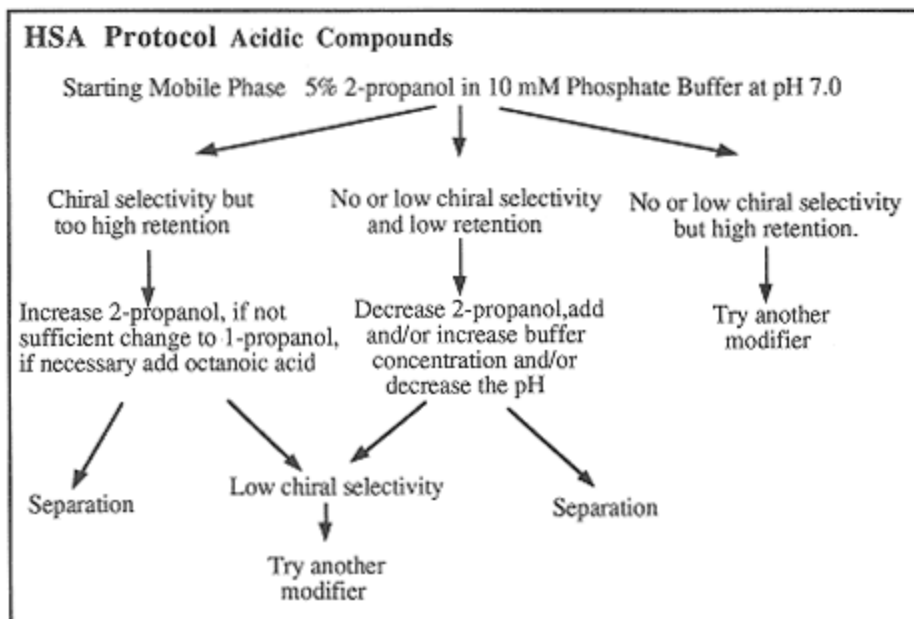 HSA Protocol Acidic Compounds
Starting Mobile Phase 5% 2-propanol in 10 mM Phosphate Buffer at pH 7.0
Chiral selectivity but
too high retention
No or low chiral selectivity
and low retention
No or low chiral selectivity
but high retention.
Increase 2-propanol, if not
sufficient change to 1-propanol,
if necessary add octanoic acid
Decrease 2-propanol,add
and/or increase buffer
concentration and/or
decrease the pH
Try another
modifier
Separation
Low chiral selectivity
Separation
Try another
modifier